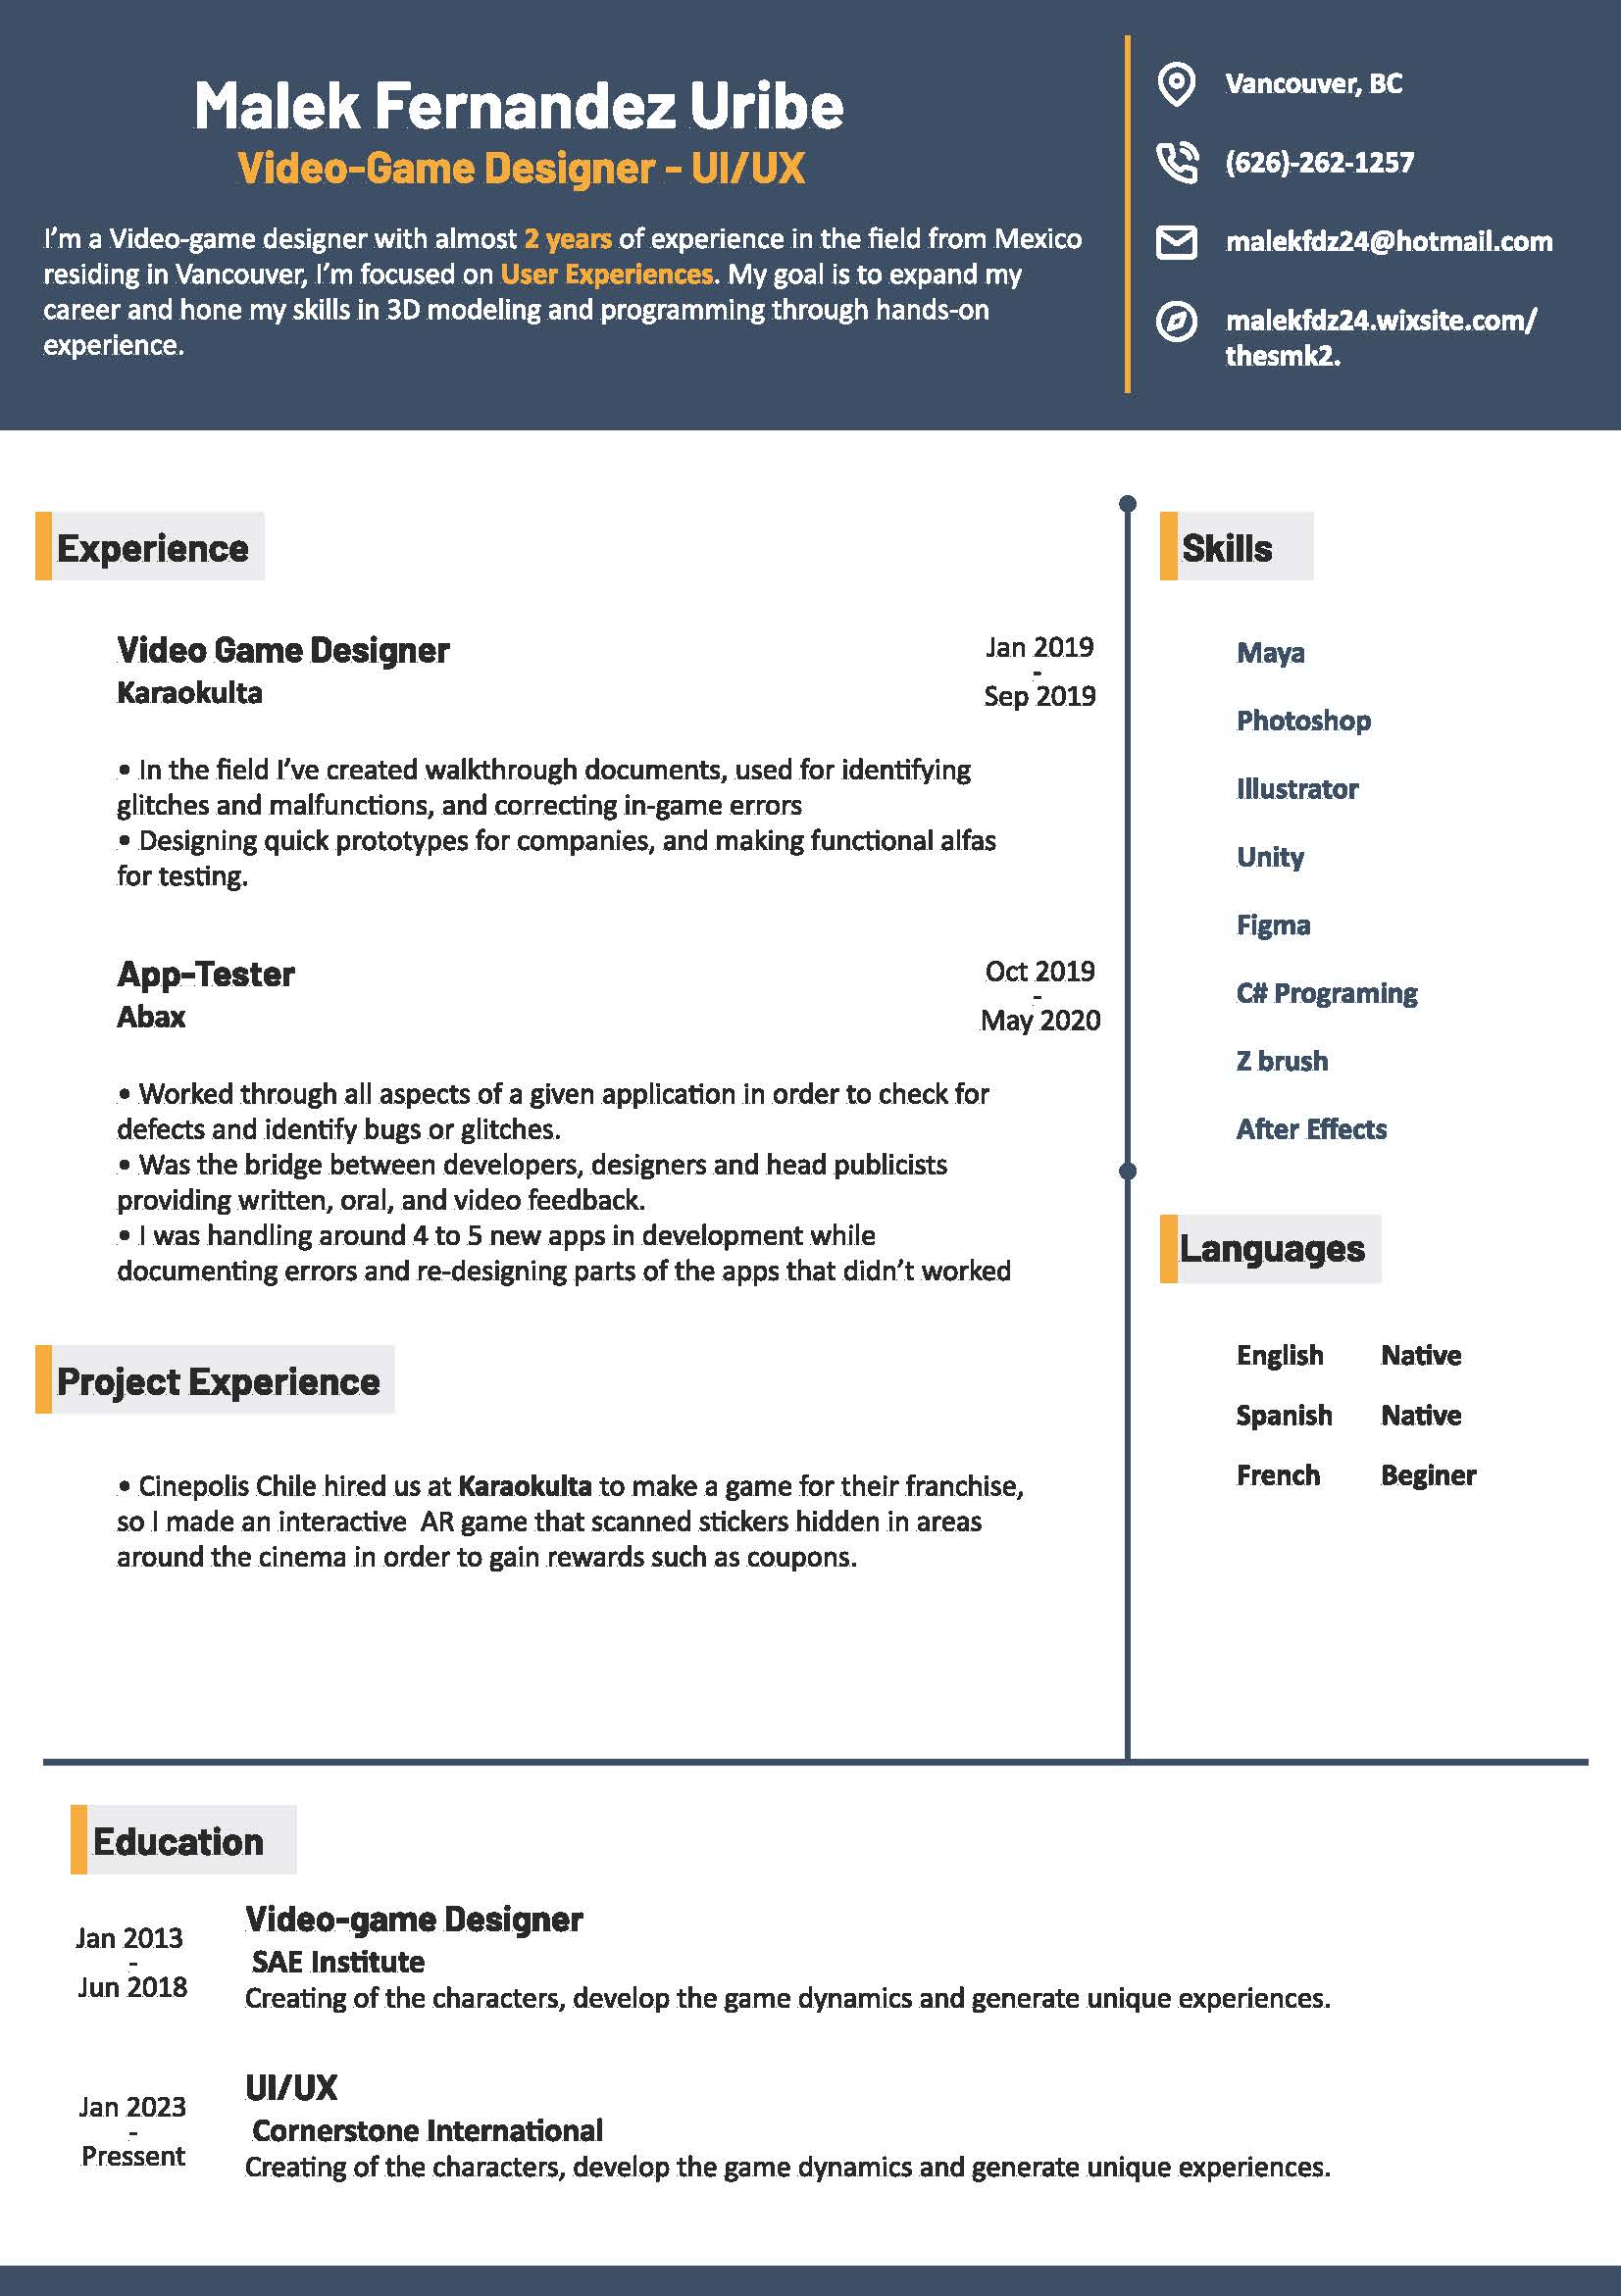 Malek Fernandez Uribe
Video-Game Designer - UI/UX
I'm a Video-game designer with almost 2 years of experience in the field from Mexico
residing in Vancouver, I'm focused on User Experiences. My goal is to expand my
career and hone my skills in 3D modeling and programming through hands-on
experience.
Vancouver, BC
(626)-262-1257
malekfdz24@hotmail.com
malekfdz24.wixsite.com/
thesmk2.
Experience
Video Game Designer
Karaokulta
Jan 2019
-
Sep 2019
• In the field I've created walkthrough documents, used for identifying
glitches and malfunctions, and correcting in-game errors
• Designing quick prototypes for companies, and making functional alfas
for testing.
App-Tester
Abax
Oct 2019
-
May 2020
• Worked through all aspects of a given application in order to check for
defects and identify bugs or glitches.
• Was the bridge between developers, designers and head publicists
providing written, oral, and video feedback.
• I was handling around 4 to 5 new apps in development while
documenting errors and re-designing parts of the apps that didn't worked
Project Experience
• Cinepolis Chile hired us at Karaokulta to make a game for their franchise,
so I made an interactive  AR game that scanned stickers hidden in areas
around the cinema in order to gain rewards such as coupons.
Skills
Maya
Photoshop
Illustrator
Unity
Figma
C# Programing
Z brush
After Effects
Languages
English Native
Spanish Native
French Beginer
Education
Jan 2013
-
Jun 2018
Video-game Designer
SAE Institute
Creating of the characters, develop the game dynamics and generate unique experiences.
Jan 2023
-
Pressent
UI/UX
Cornerstone International
Creating of the characters, develop the game dynamics and generate unique experiences.